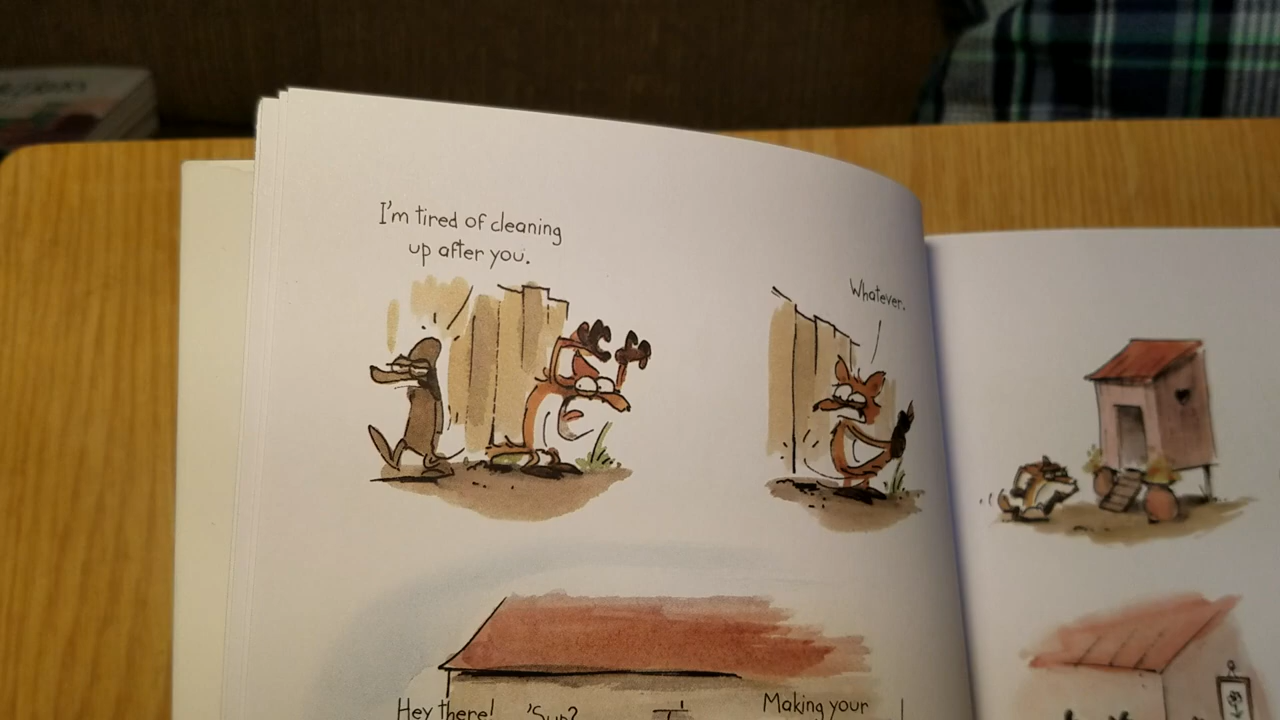 I'm tired of cleaning
up after you.
Whatever.
Hey there!
'Sup?
Making your